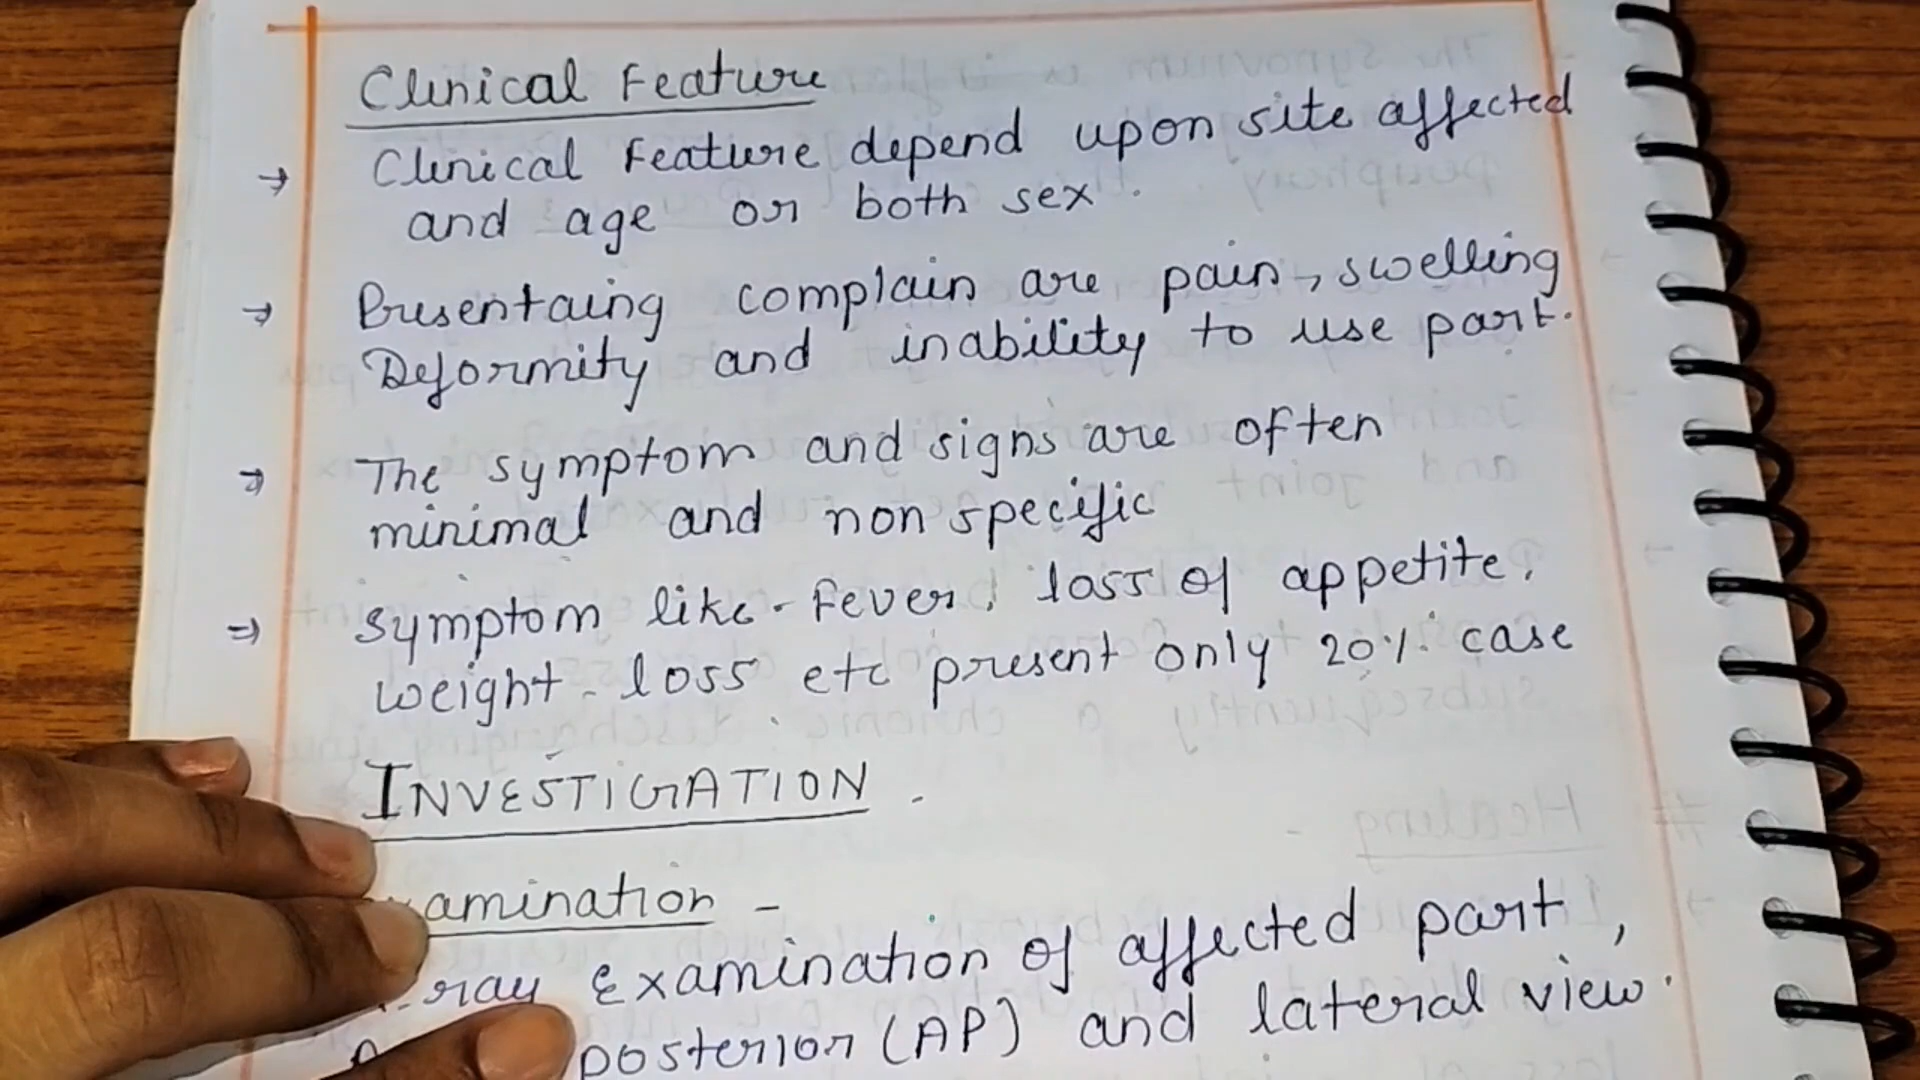 Clinical Feature
→ Clinical Feature depend upon site affected
and age or both sex.
→ Presentaing complain are pain, swelling
Deformity and inability to use part.
→ The symptom and signs are often
minimal and non specific
⇒ symptom like - Fever, loss of appetite,
weight - loss etc present only 20% case
INVESTIGATION -
amination -
-ray Examination of affected part,
posterior (AP) and lateral view.
# Healing -